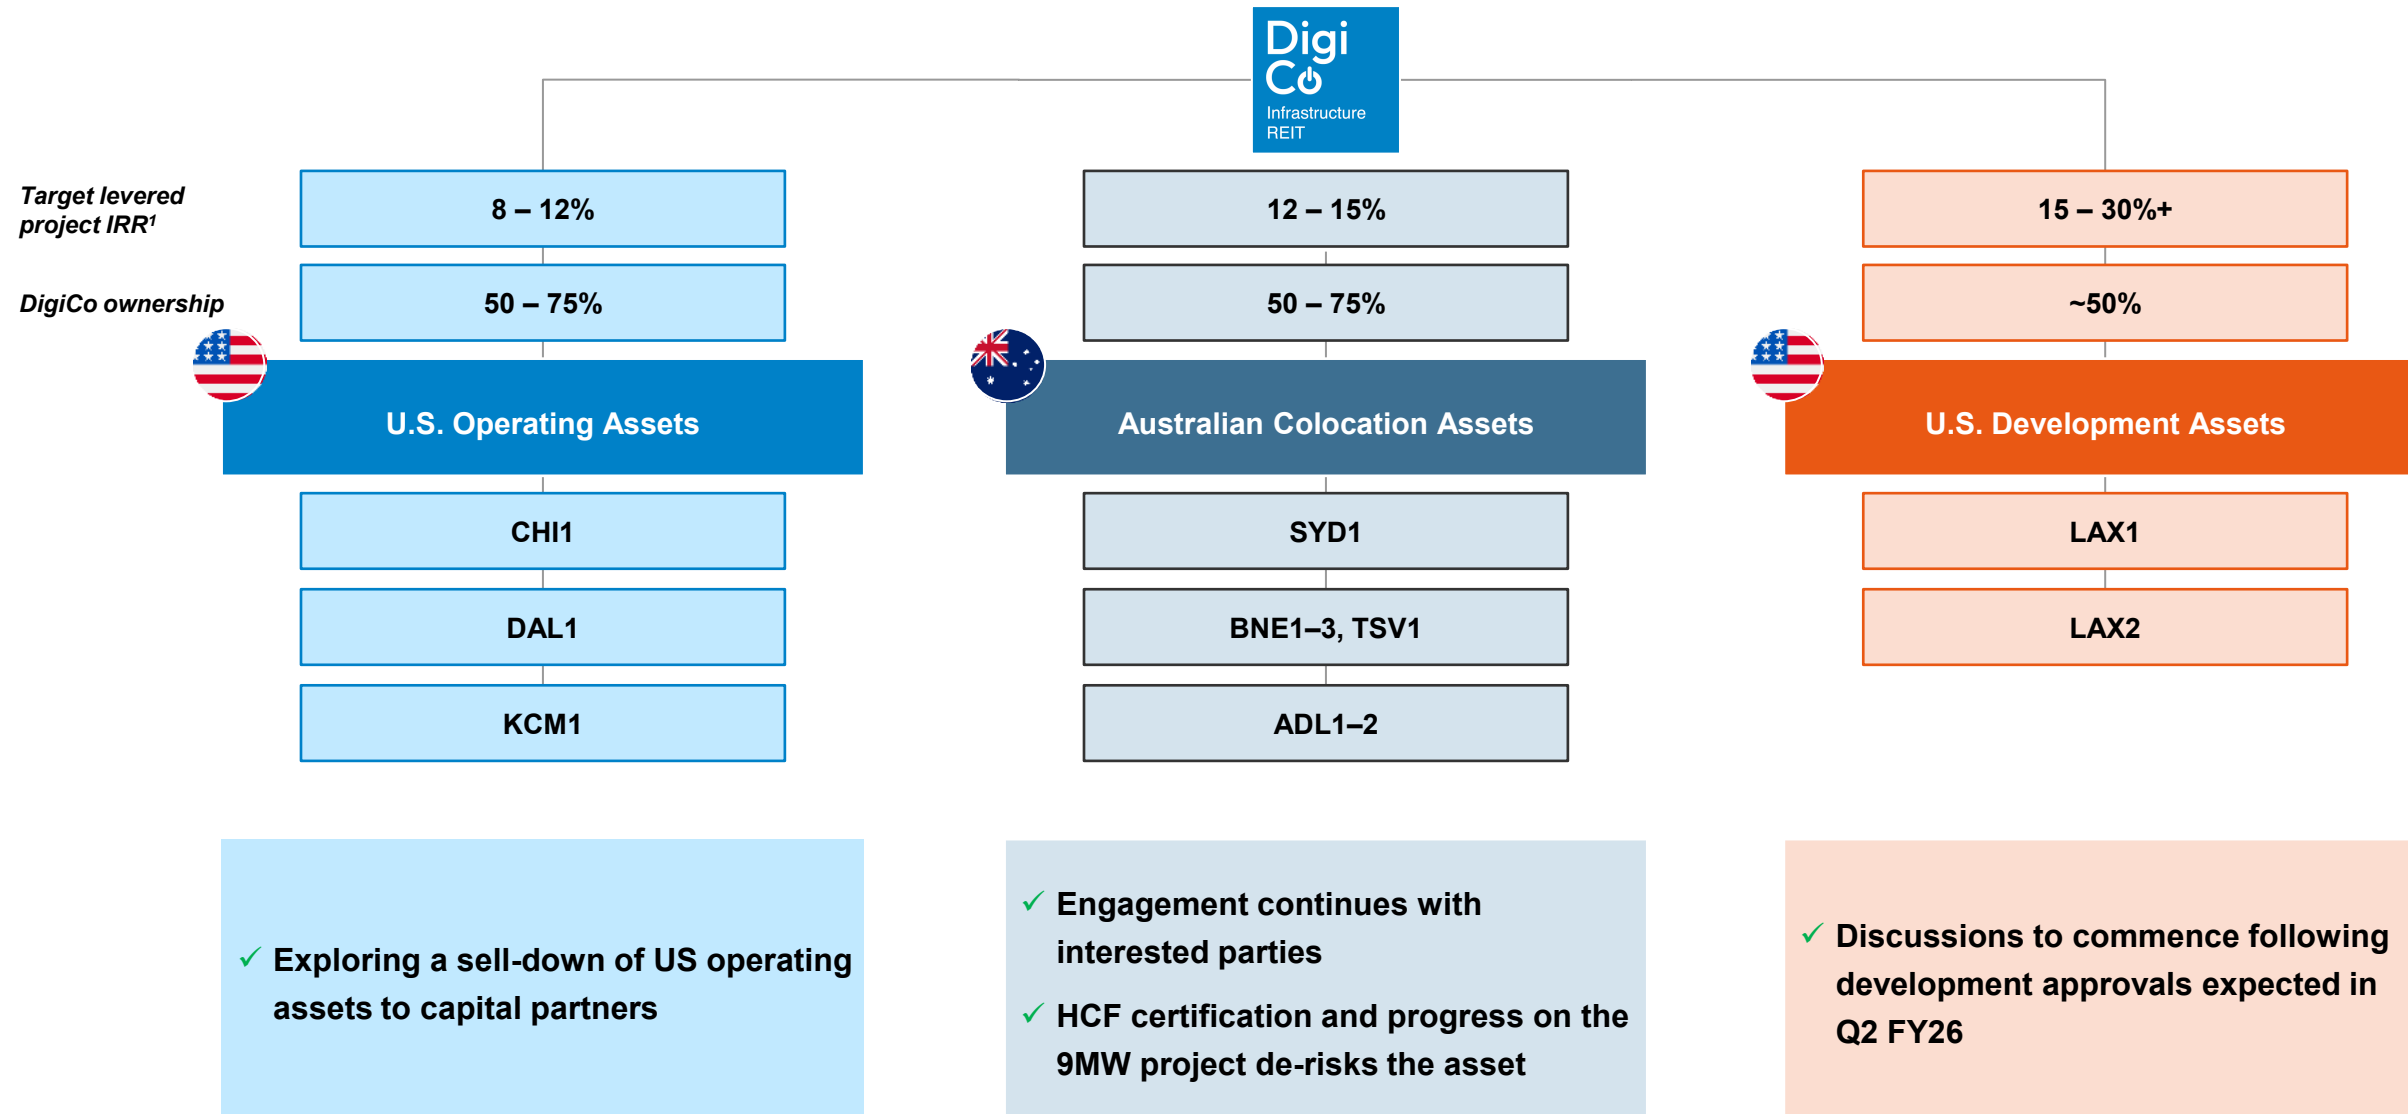 Digi
Co
Infrastructure
REIT
Target levered
project IRR¹
8 – 12%
12 – 15%
15 – 30%+
DigiCo ownership
50 – 75%
50 – 75%
~50%
U.S. Operating Assets
Australian Colocation Assets
U.S. Development Assets
CHI1
SYD1
LAX1
DAL1
BNE1–3, TSV1
LAX2
KCM1
ADL1–2
✓ Exploring a sell-down of US operating
assets to capital partners
✓ Engagement continues with
interested parties
✓ HCF certification and progress on the
9MW project de-risks the asset
✓ Discussions to commence following
development approvals expected in
Q2 FY26